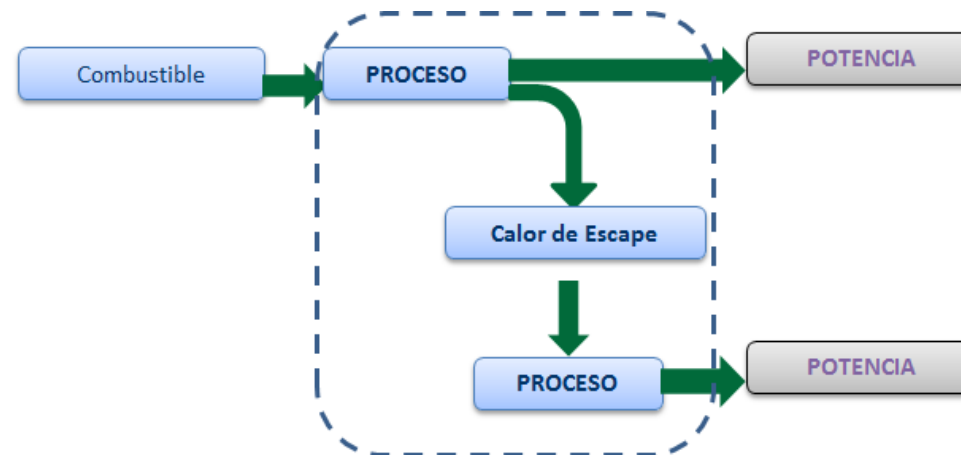 Combustible
PROCESO
POTENCIA
Calor de Escape
PROCESO
POTENCIA